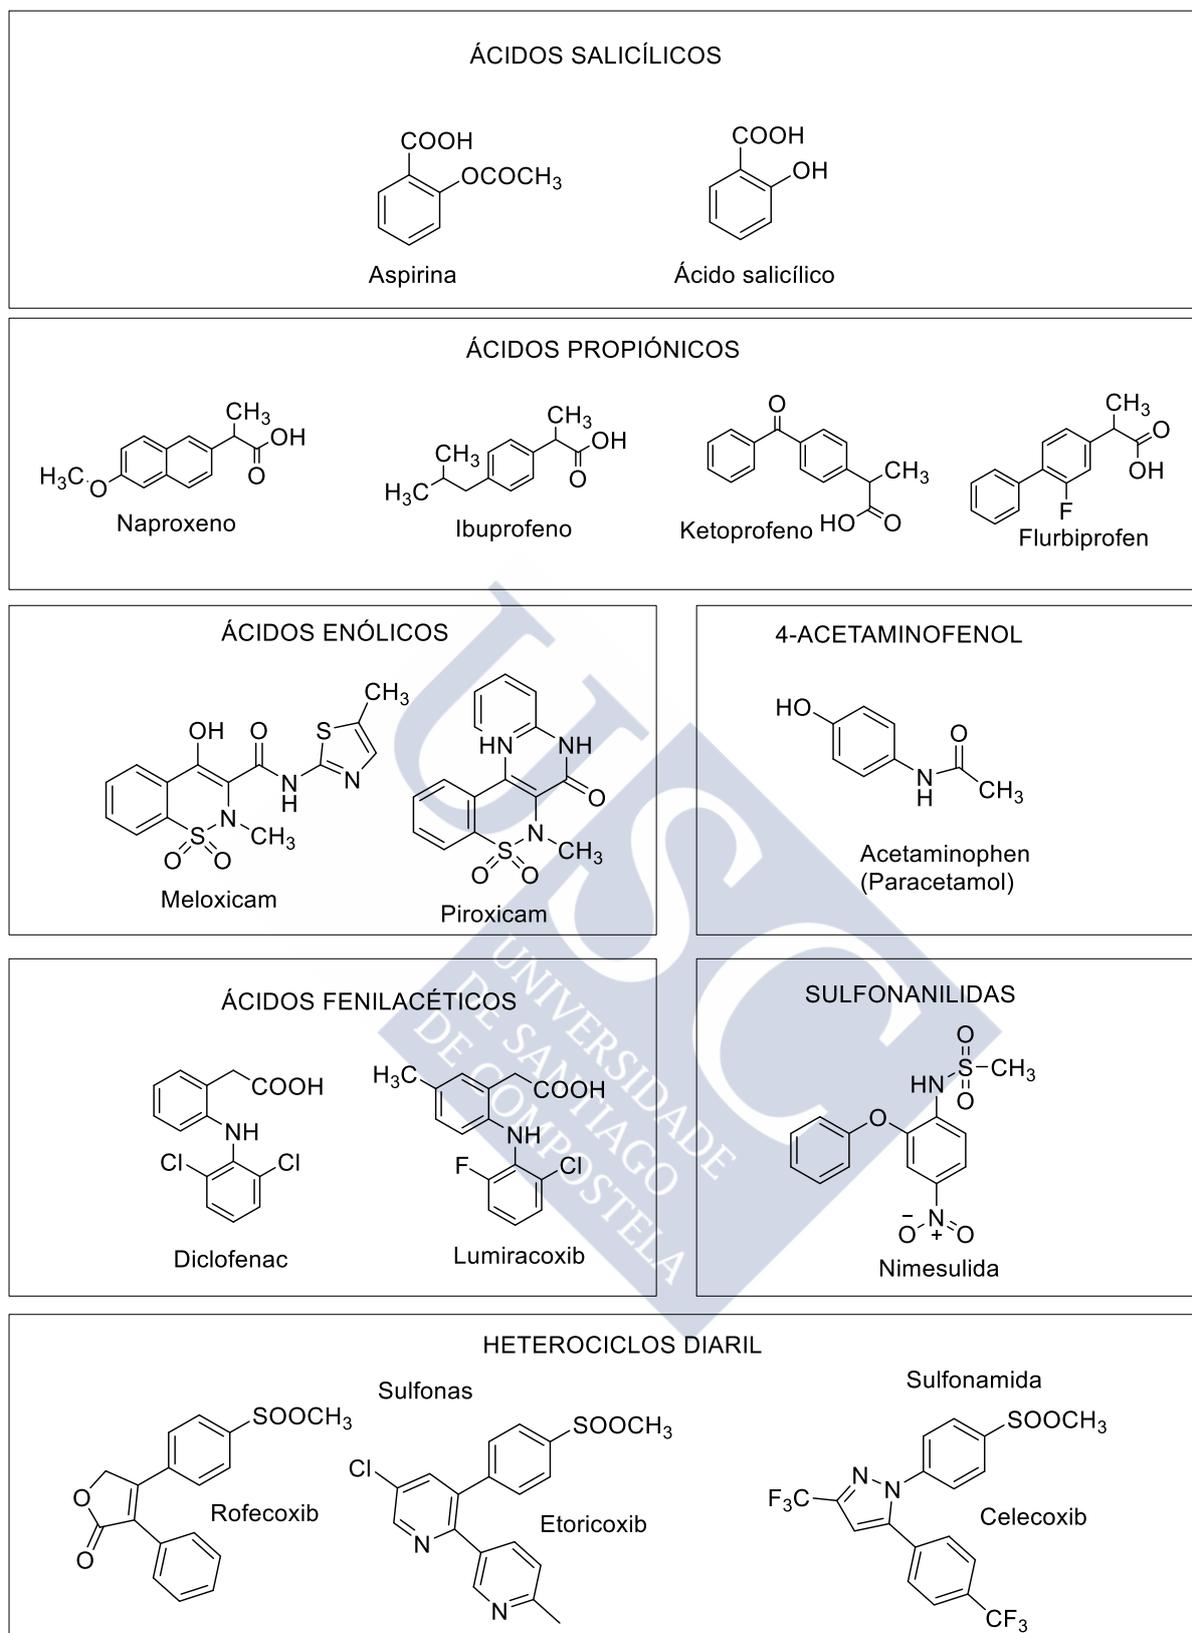 ÁCIDOS SALICÍLICOS
COOH
OCOCH3
Aspirina
COOH
OH
Ácido salicílico
ÁCIDOS PROPIÓNICOS
CH3
OH
O
H3C
O
Naproxeno
CH3
OH
O
CH3
H3C
Ibuprofeno
O
CH3
HO
O
Ketoprofeno
CH3
O
OH
F
Flurbiprofen
ÁCIDOS ENÓLICOS
OH
O
S
CH3
N
N
H
N
CH3
S
O
O
Meloxicam
HN
NH
O
N
CH3
S
O
O
Piroxicam
4-ACETAMINOFENOL
HO
O
N
H
CH3
Acetaminophen
(Paracetamol)
ÁCIDOS FENILACÉTICOS
COOH
NH
Cl
Cl
Diclofenac
H3C
COOH
NH
F
Cl
Lumiracoxib
SULFONANILIDAS
O
HN
S
CH3
O
O
N
+
−
O
O
Nimesulida
HETEROCICLOS DIARIL
Sulfonas
Sulfonamida
SOOCH3
O
O
Rofecoxib
SOOCH3
Cl
N
N
Etoricoxib
SOOCH3
N
N
F3C
CF3
Celecoxib
USC
UNIVERSIDADE
DE SANTIAGO
DE COMPOSTELA